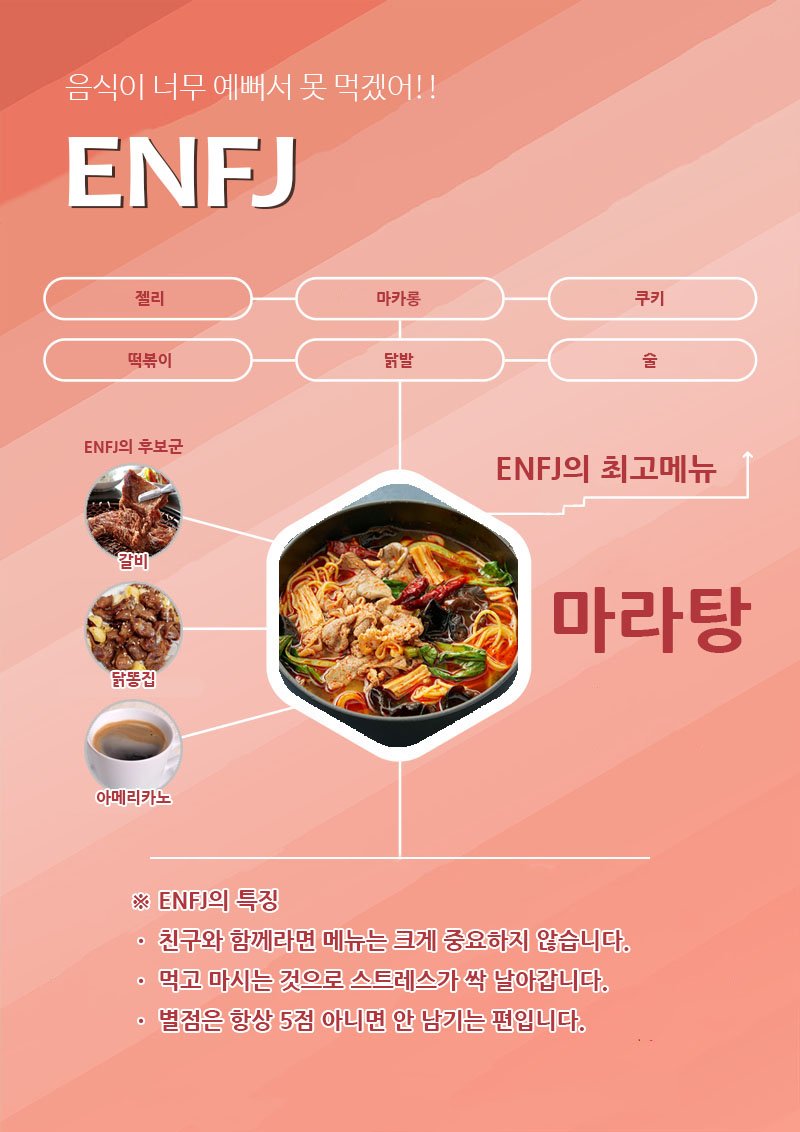 음식이 너무 예뻐서 못 먹겠어!!
ENFJ
젤리
마카롱
쿠키
떡볶이
닭발
술
ENFJ의 후보군
ENFJ의 최고메뉴
갈비
마라탕
닭똥집
아메리카노
※ ENFJ의 특징
· 친구와 함께라면 메뉴는 크게 중요하지 않습니다.
· 먹고 마시는 것으로 스트레스가 싹 날아갑니다.
· 별점은 항상 5점 아니면 안 남기는 편입니다.